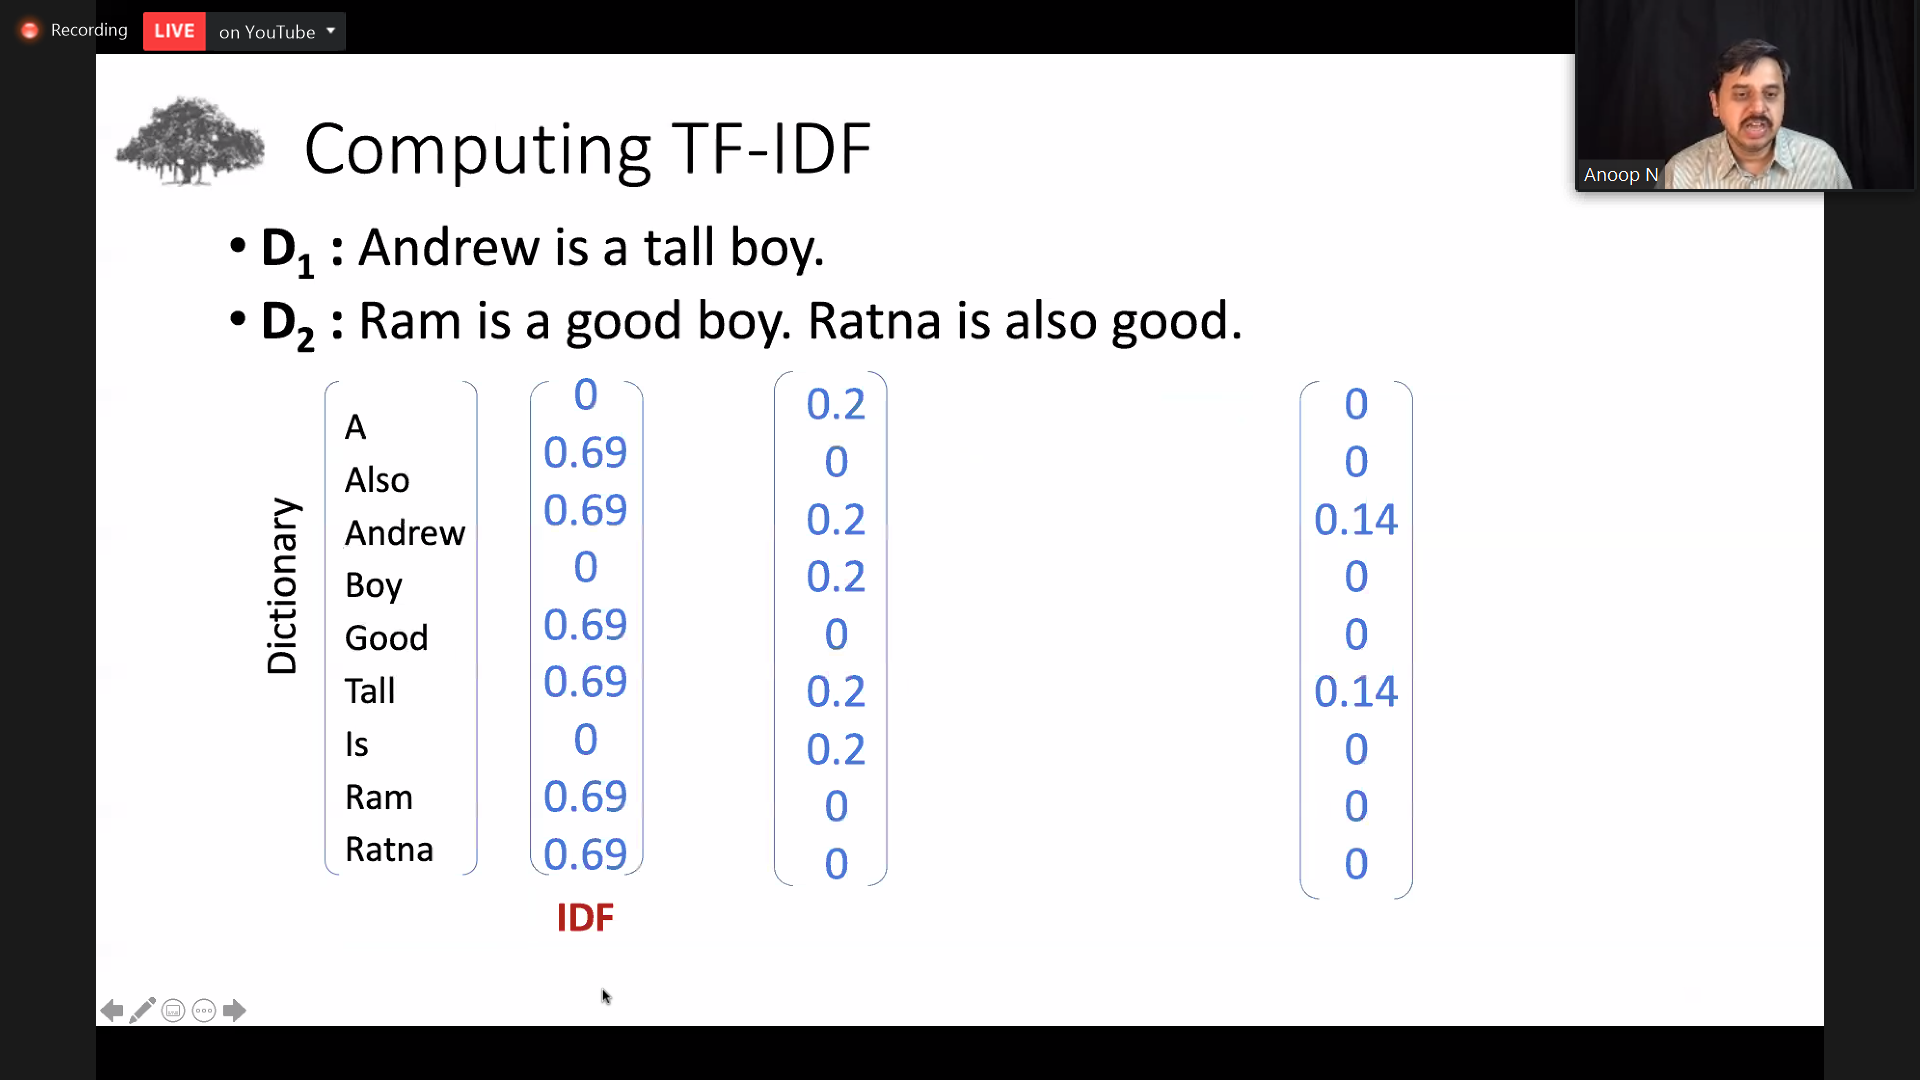 Recording
LIVE on YouTube
Anoop N
Computing TF-IDF
• D1 : Andrew is a tall boy.
• D2 : Ram is a good boy. Ratna is also good.
Dictionary
A
Also
Andrew
Boy
Good
Tall
Is
Ram
Ratna
0
0.69
0.69
0
0.69
0.69
0
0.69
0.69
IDF
0.2
0
0.2
0.2
0
0.2
0.2
0
0
0
0
0.14
0
0
0.14
0
0
0